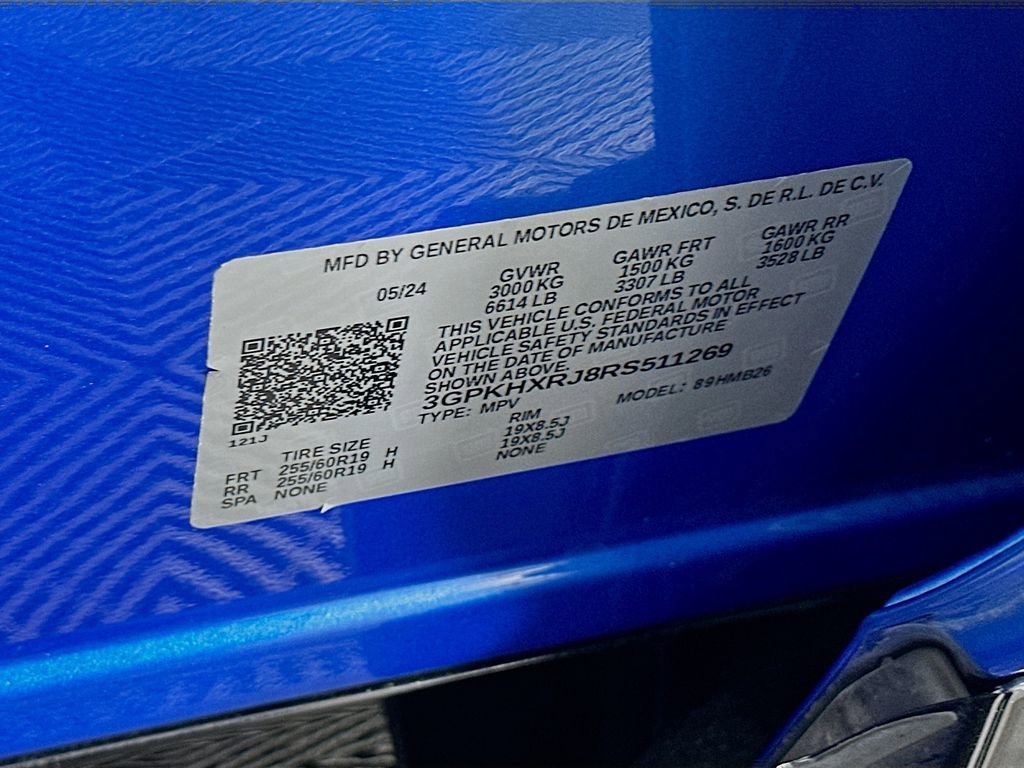 MFD BY GENERAL MOTORS DE MEXICO, S. DE R.L. DE C.V.
05/24 GVWR GAWR FRT GAWR RR
3000 KG 1500 KG 1600 KG
6614 LB 3307 LB 3528 LB
THIS VEHICLE CONFORMS TO ALL
APPLICABLE U.S. FEDERAL MOTOR
VEHICLE SAFETY STANDARDS IN EFFECT
ON THE DATE OF MANUFACTURE
SHOWN ABOVE.
3GPKHXRJ8RS511269
TYPE: MPV MODEL: 89HMB26
121J
TIRE SIZE RIM
FRT 255/60R19 H 19X8.5J
RR 255/60R19 H 19X8.5J
SPA NONE NONE